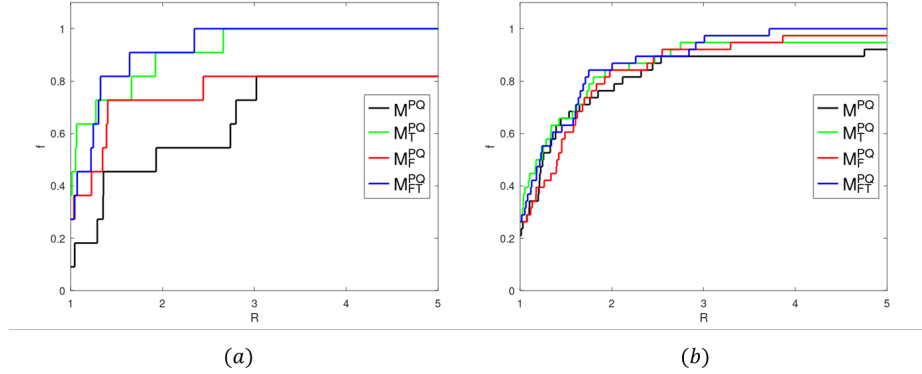 1
0.8
0.6
f
0.4
0.2
0
1 2 3 4 5
R
M^PQ
M_T^PQ
M_F^PQ
M_FT^PQ
(a)
1
0.8
0.6
f
0.4
0.2
0
1 2 3 4 5
R
M^PQ
M_T^PQ
M_F^PQ
M_FT^PQ
(b)